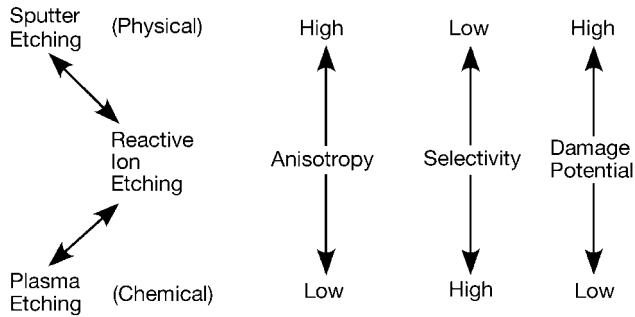 Sputter
Etching
(Physical)
High
Low
High
Reactive
Ion
Etching
Anisotropy
Selectivity
Damage
Potential
Plasma
Etching
(Chemical)
Low
High
Low